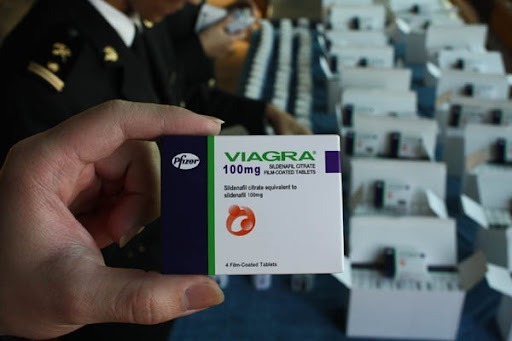 Pfizer
VIAGRA®
100mg SILDENAFIL CITRATE
FILM-COATED TABLETS
Sildenafil citrate equivalent to
sildenafil 100mg
4 Film-Coated Tablets